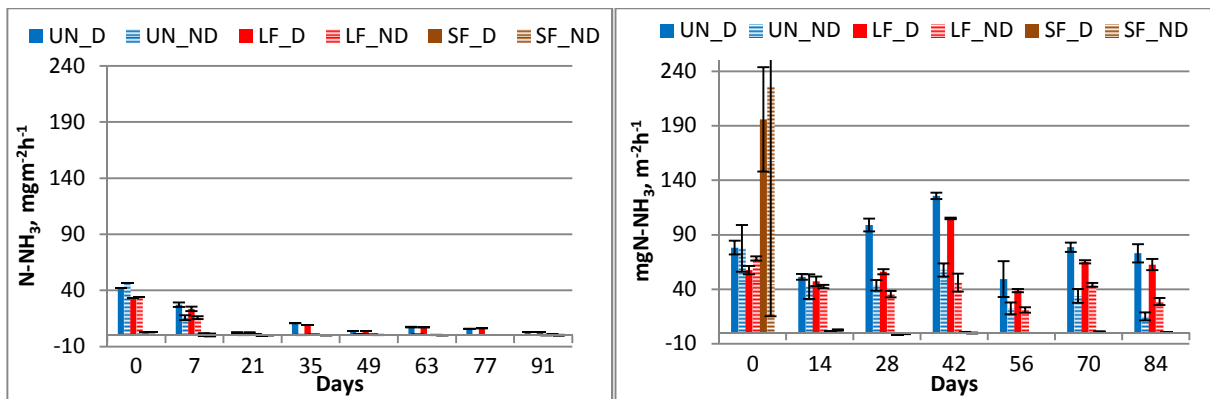 UN_D UN_ND LF_D LF_ND SF_D SF_ND
240
190
140
90
40
-10
N-NH₃, mgm⁻²h⁻¹
0 7 21 35 49 63 77 91
Days
UN_D UN_ND LF_D LF_ND SF_D SF_ND
240
190
140
90
40
-10
mgN-NH₃, m⁻²h⁻¹
0 14 28 42 56 70 84
Days